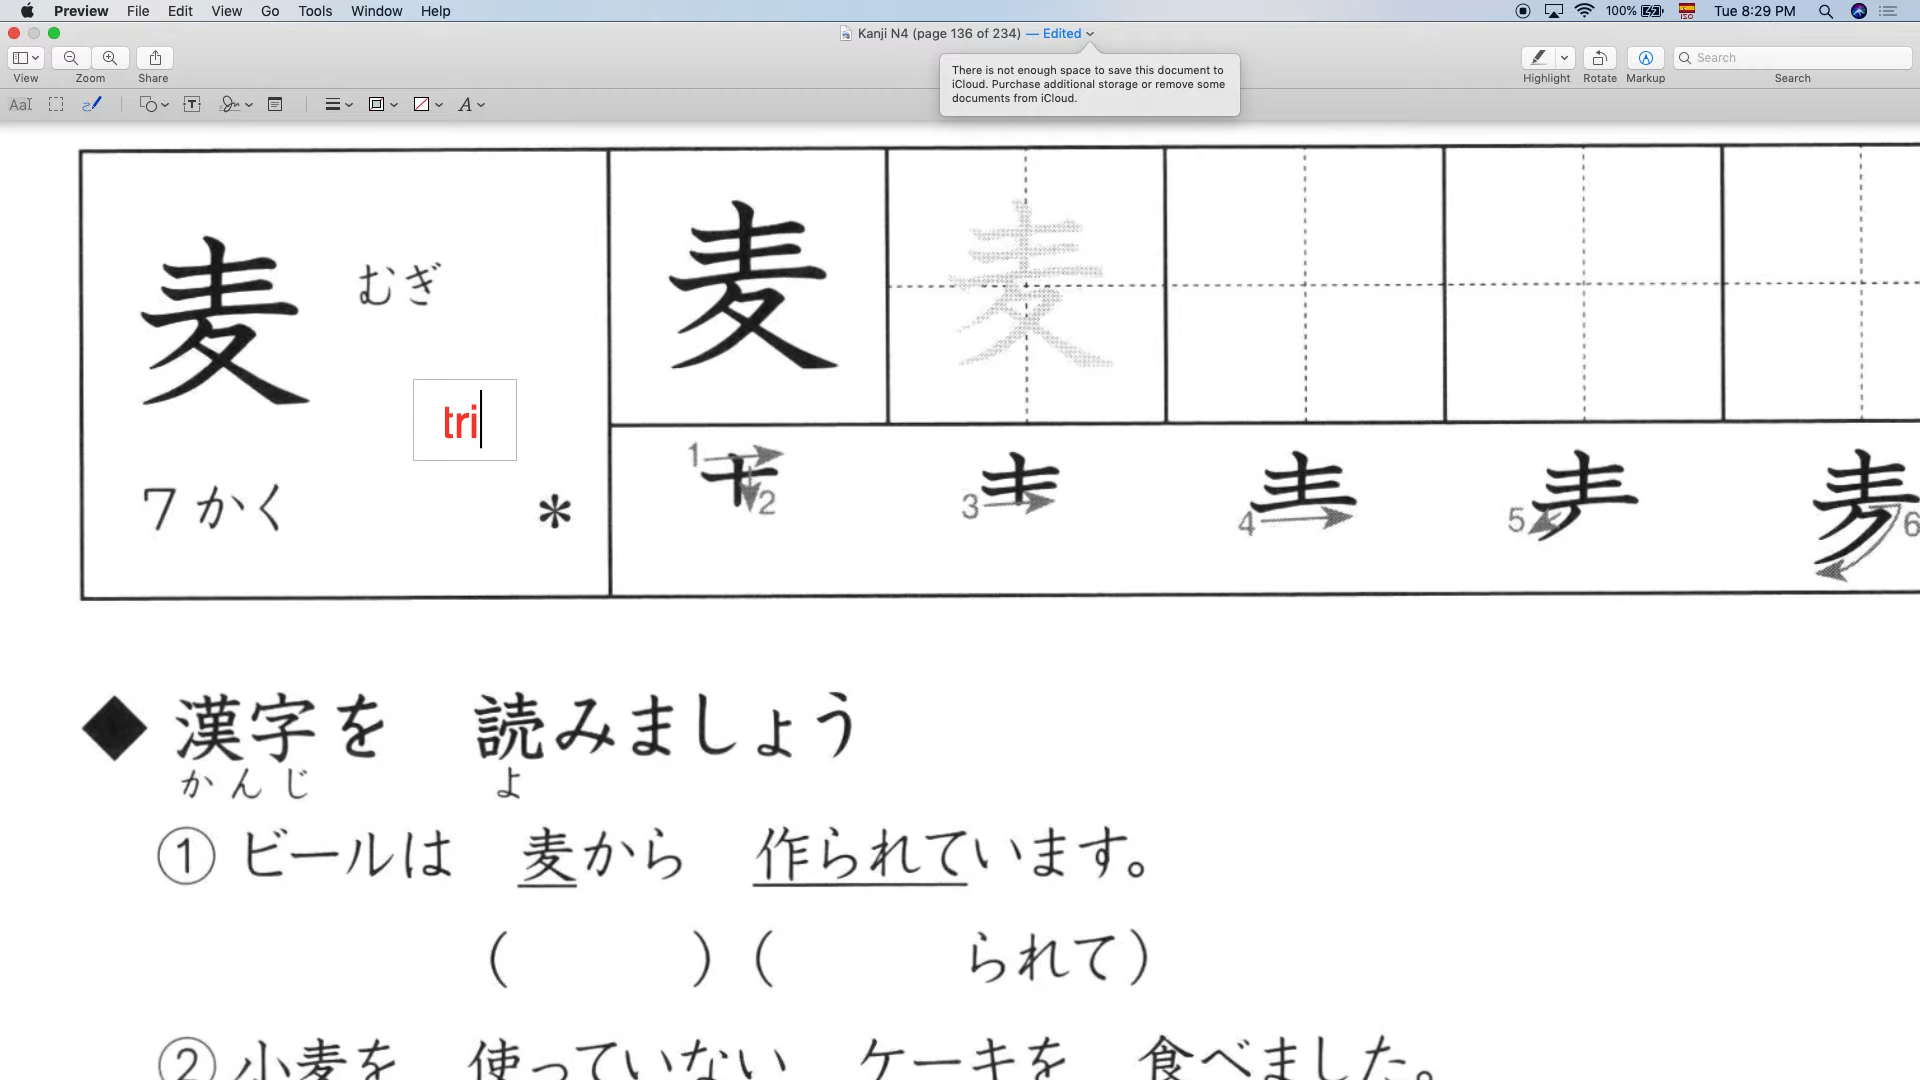 Preview File Edit View Go Tools Window Help
100% ISO Tue 8:29 PM
Kanji N4 (page 136 of 234) — Edited
There is not enough space to save this document to
iCloud. Purchase additional storage or remove some
documents from iCloud.
View Zoom Share Highlight Rotate Markup Search
Search
麦 むぎ
tri
7かく *
麦 麦
1 2 3 4 5 6
◆ 漢字を 読みましょう
かんじ よ
① ビールは 麦から 作られています。
( ) ( られて)
② 小麦を 使っていない ケーキを 食べました。